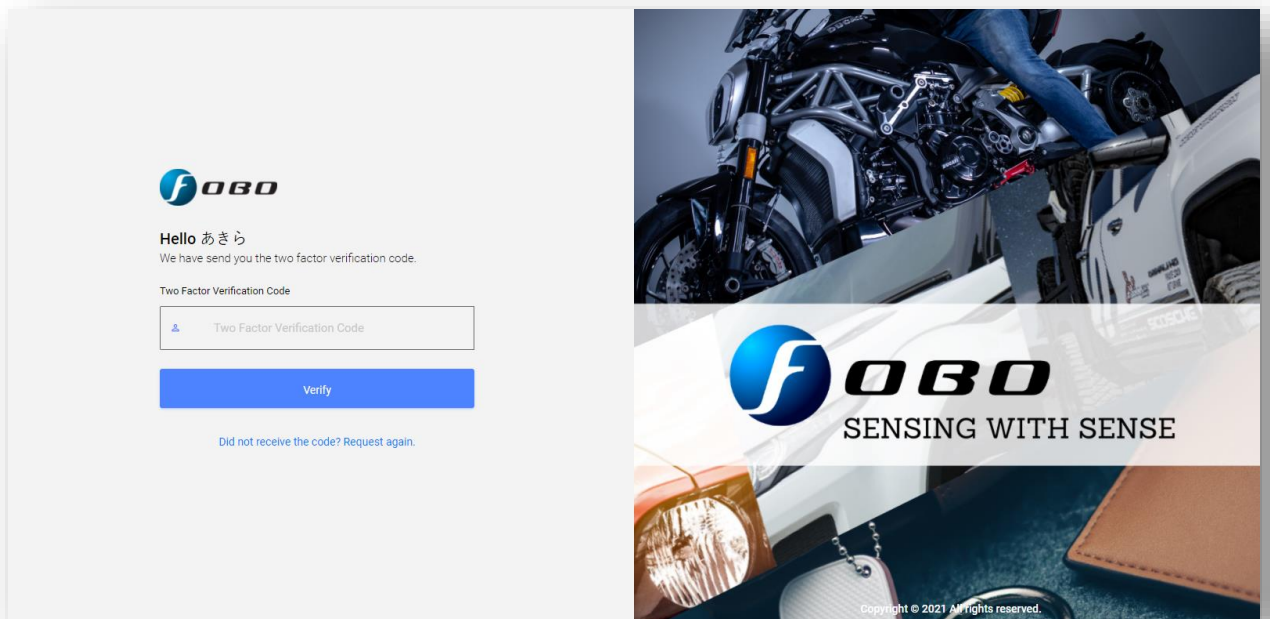 FOBO
Hello あきら
We have send you the two factor verification code.
Two Factor Verification Code
Two Factor Verification Code
Verify
Did not receive the code? Request again.
FOBO
SENSING WITH SENSE
Copyright © 2021 All rights reserved.